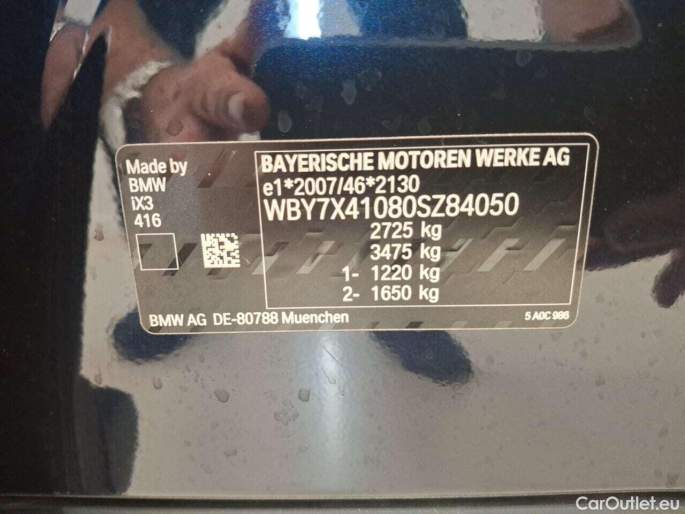 Made by
BMW
iX3
416
BAYERISCHE MOTOREN WERKE AG
e1*2007/46*2130
WBY7X41080SZ84050
2725 kg
3475 kg
1- 1220 kg
2- 1650 kg
BMW AG DE-80788 Muenchen
5 A0C 986
CarOutlet.eu